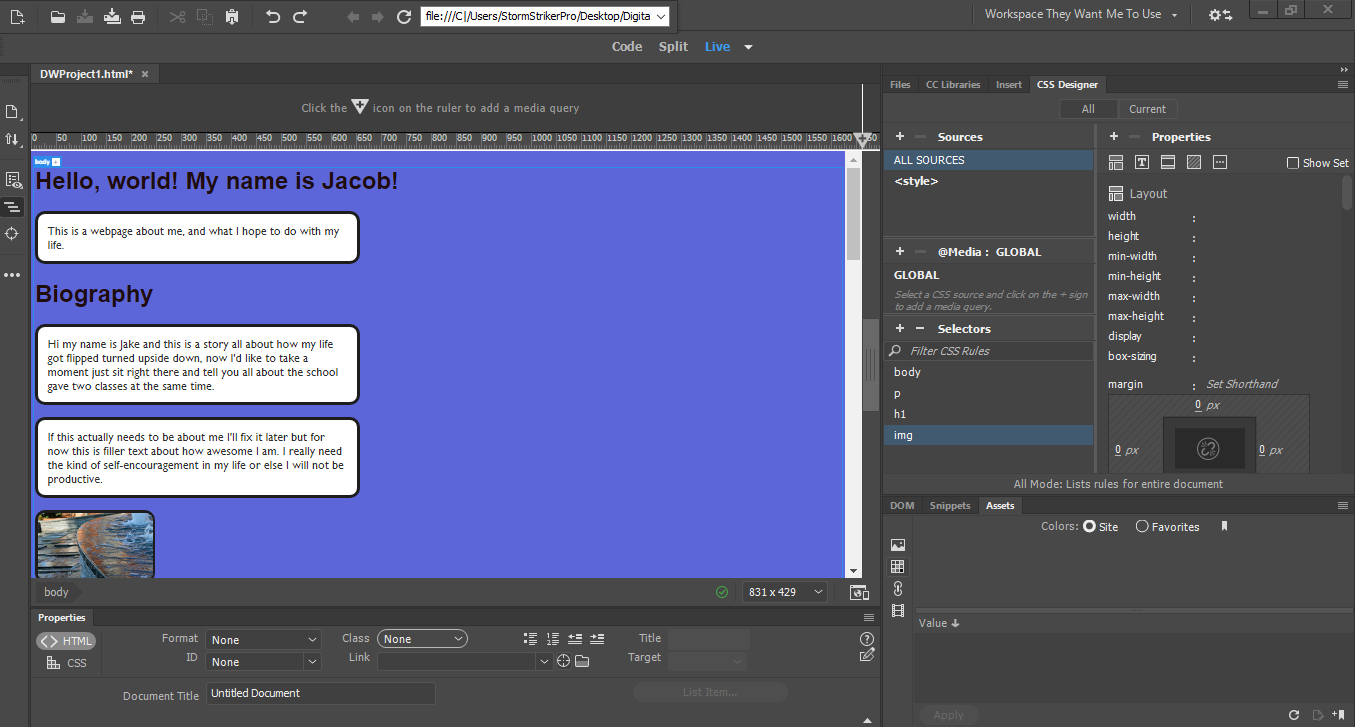 file:///C|/Users/StormStrikerPro/Desktop/Digita
Workspace They Want Me To Use
Code Split Live
DWProject1.html*
Click the icon on the ruler to add a media query
0 50 100 150 200 250 300 350 400 450 500 550 600 650 700 750 800 850 900 950 1000 1050 1100 1150 1200 1250 1300 1350 1400 1450 1500 1550 1600
body +
Hello, world! My name is Jacob!
This is a webpage about me, and what I hope to do with my
life.
Biography
Hi my name is Jake and this is a story all about how my life
got flipped turned upside down, now I'd like to take a
moment just sit right there and tell you all about the school
gave two classes at the same time.
If this actually needs to be about me I'll fix it later but for
now this is filler text about how awesome I am. I really need
the kind of self-encouragement in my life or else I will not be
productive.
body
831 x 429
Properties
HTML
CSS
Format None
ID None
Class None
Link
Title
Target
Document Title Untitled Document
List Item...
Files CC Libraries Insert CSS Designer
All Current
+ Sources
ALL SOURCES
<style>
+ @Media : GLOBAL
GLOBAL
Select a CSS source and click on the + sign
to add a media query.
+ − Selectors
Filter CSS Rules
body
p
h1
img
+ Properties
T
Show Set
Layout
width :
height :
min-width :
min-height :
max-width :
max-height :
display :
box-sizing :
margin : Set Shorthand
0 px
0 px 0 px
All Mode: Lists rules for entire document
DOM Snippets Assets
Colors: Site Favorites
Value
Apply